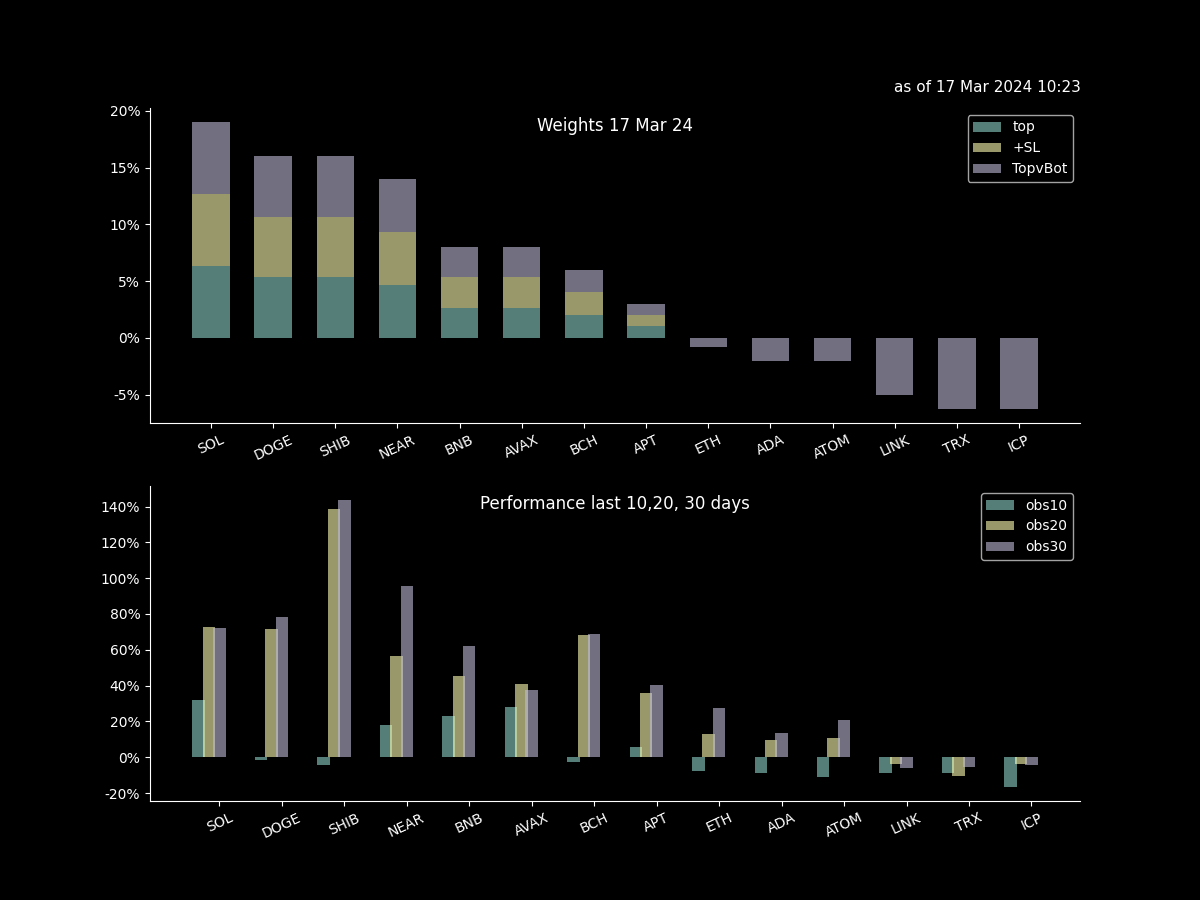 as of 17 Mar 2024 10:23
Weights 17 Mar 24
top
+SL
TopvBot
20%
15%
10%
5%
0%
-5%
SOL DOGE SHIB NEAR BNB AVAX BCH APT ETH ADA ATOM LINK TRX ICP
Performance last 10,20, 30 days
obs10
obs20
obs30
140%
120%
100%
80%
60%
40%
20%
0%
-20%
SOL DOGE SHIB NEAR BNB AVAX BCH APT ETH ADA ATOM LINK TRX ICP